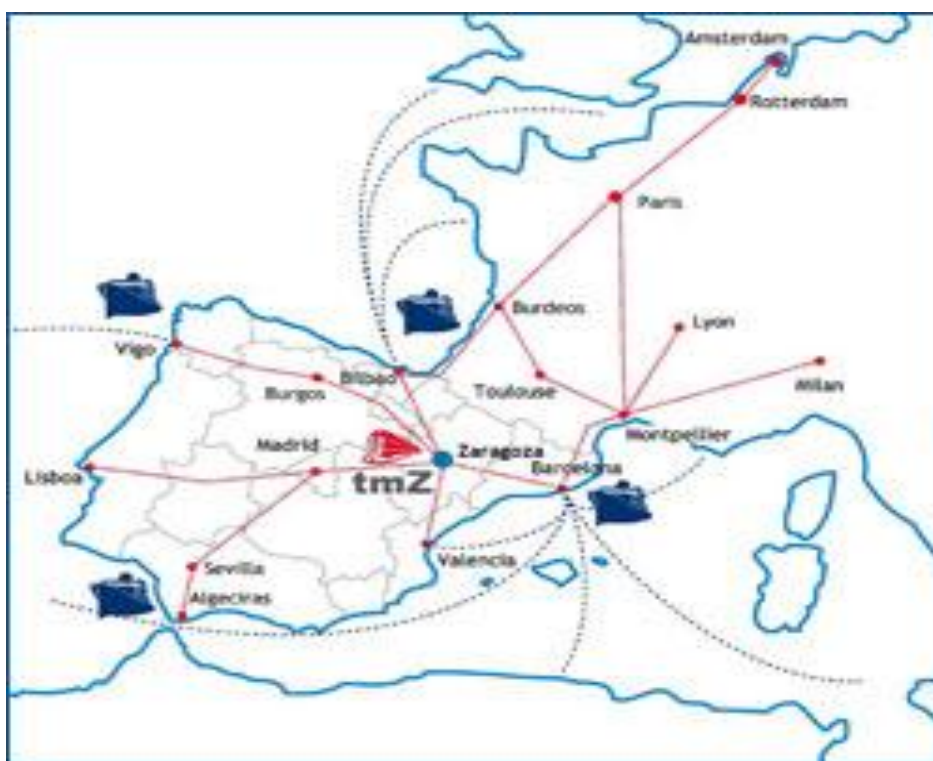 Amsterdam
Rotterdam
Paris
Burdeos
Lyon
Vigo
Bilbao
Toulouse
Milan
Burgos
Montpellier
Madrid
Zaragoza
Lisboa
Barcelona
tmZ
Valencia
Sevilla
Algeciras